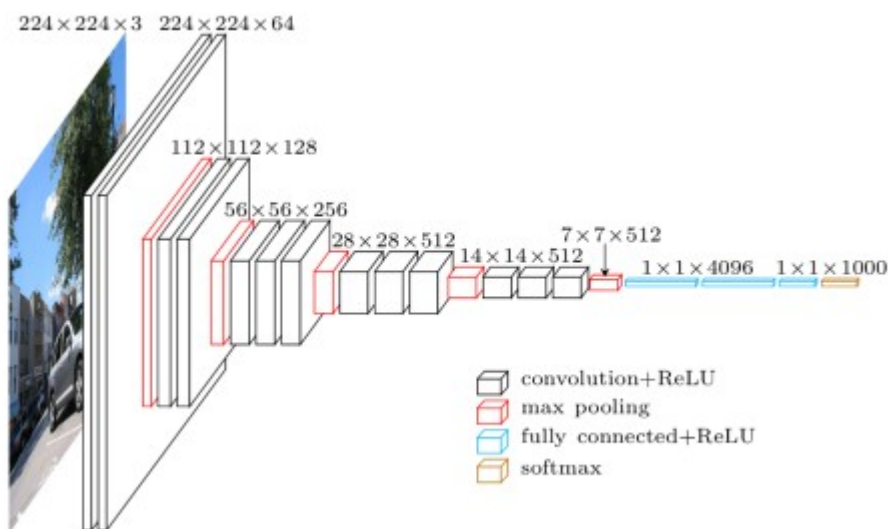 224 × 224 × 3
224 × 224 × 64
112 × 112 × 128
56 × 56 × 256
28 × 28 × 512
14 × 14 × 512
7 × 7 × 512
1 × 1 × 4096
1 × 1 × 1000
convolution+ReLU
max pooling
fully connected+ReLU
softmax